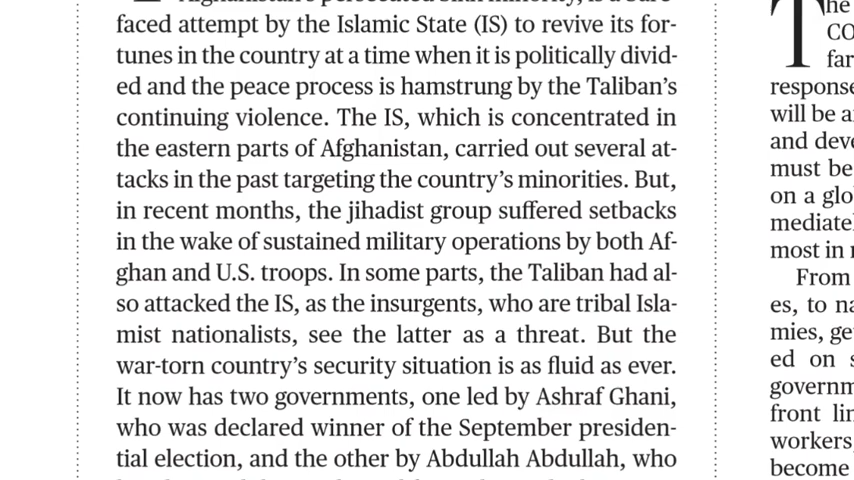 faced attempt by the Islamic State (IS) to revive its for-
tunes in the country at a time when it is politically divid-
ed and the peace process is hamstrung by the Taliban's
continuing violence. The IS, which is concentrated in
the eastern parts of Afghanistan, carried out several at-
tacks in the past targeting the country's minorities. But,
in recent months, the jihadist group suffered setbacks
in the wake of sustained military operations by both Af-
ghan and U.S. troops. In some parts, the Taliban had al-
so attacked the IS, as the insurgents, who are tribal Isla-
mist nationalists, see the latter as a threat. But the
war-torn country's security situation is as fluid as ever.
It now has two governments, one led by Ashraf Ghani,
who was declared winner of the September presiden-
tial election, and the other by Abdullah Abdullah, who
The
CO
far
response
will be a
and deve
must be
on a glo
mediatel
most in
From
es, to na
mies, ge
ed on s
governm
front lin
workers,
become